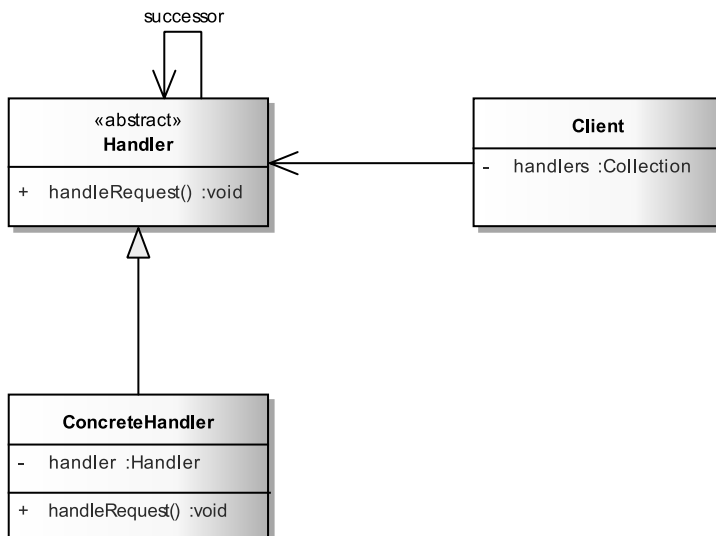 successor
«abstract»
Handler
+ handleRequest() :void
Client
- handlers :Collection
ConcreteHandler
- handler :Handler
+ handleRequest() :void